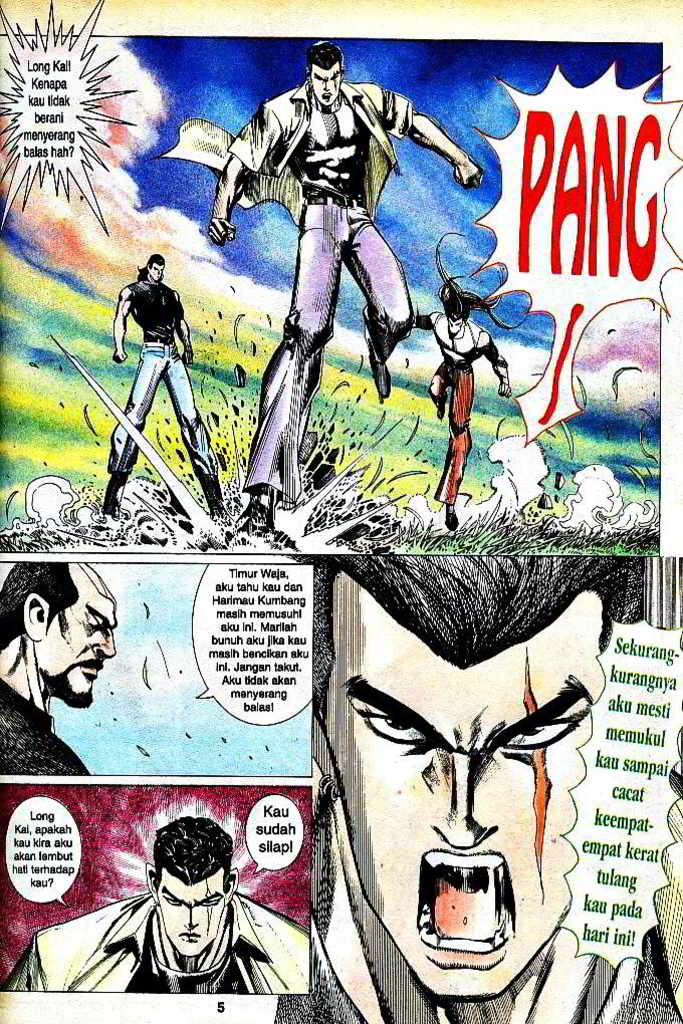 Long Kai!
Kenapa
kau tidak
berani
menyerang
balas hah?
PANG
!
Timur Waja,
aku tahu kau dan
Harimau Kumbang
masih memusuhi
aku ini. Marilah
bunuh aku jika kau
masih bencikan aku
ini. Jangan takut.
Aku tidak akan
menyerang
balas!
Sekurang-
kurangnya
aku mesti
memukul
kau sampai
cacat
keempat-
empat kerat
tulang
kau pada
hari ini!
Long
Kai, apakah
kau kira aku
akan lembut
hati terhadap
kau?
Kau
sudah
silap!
5